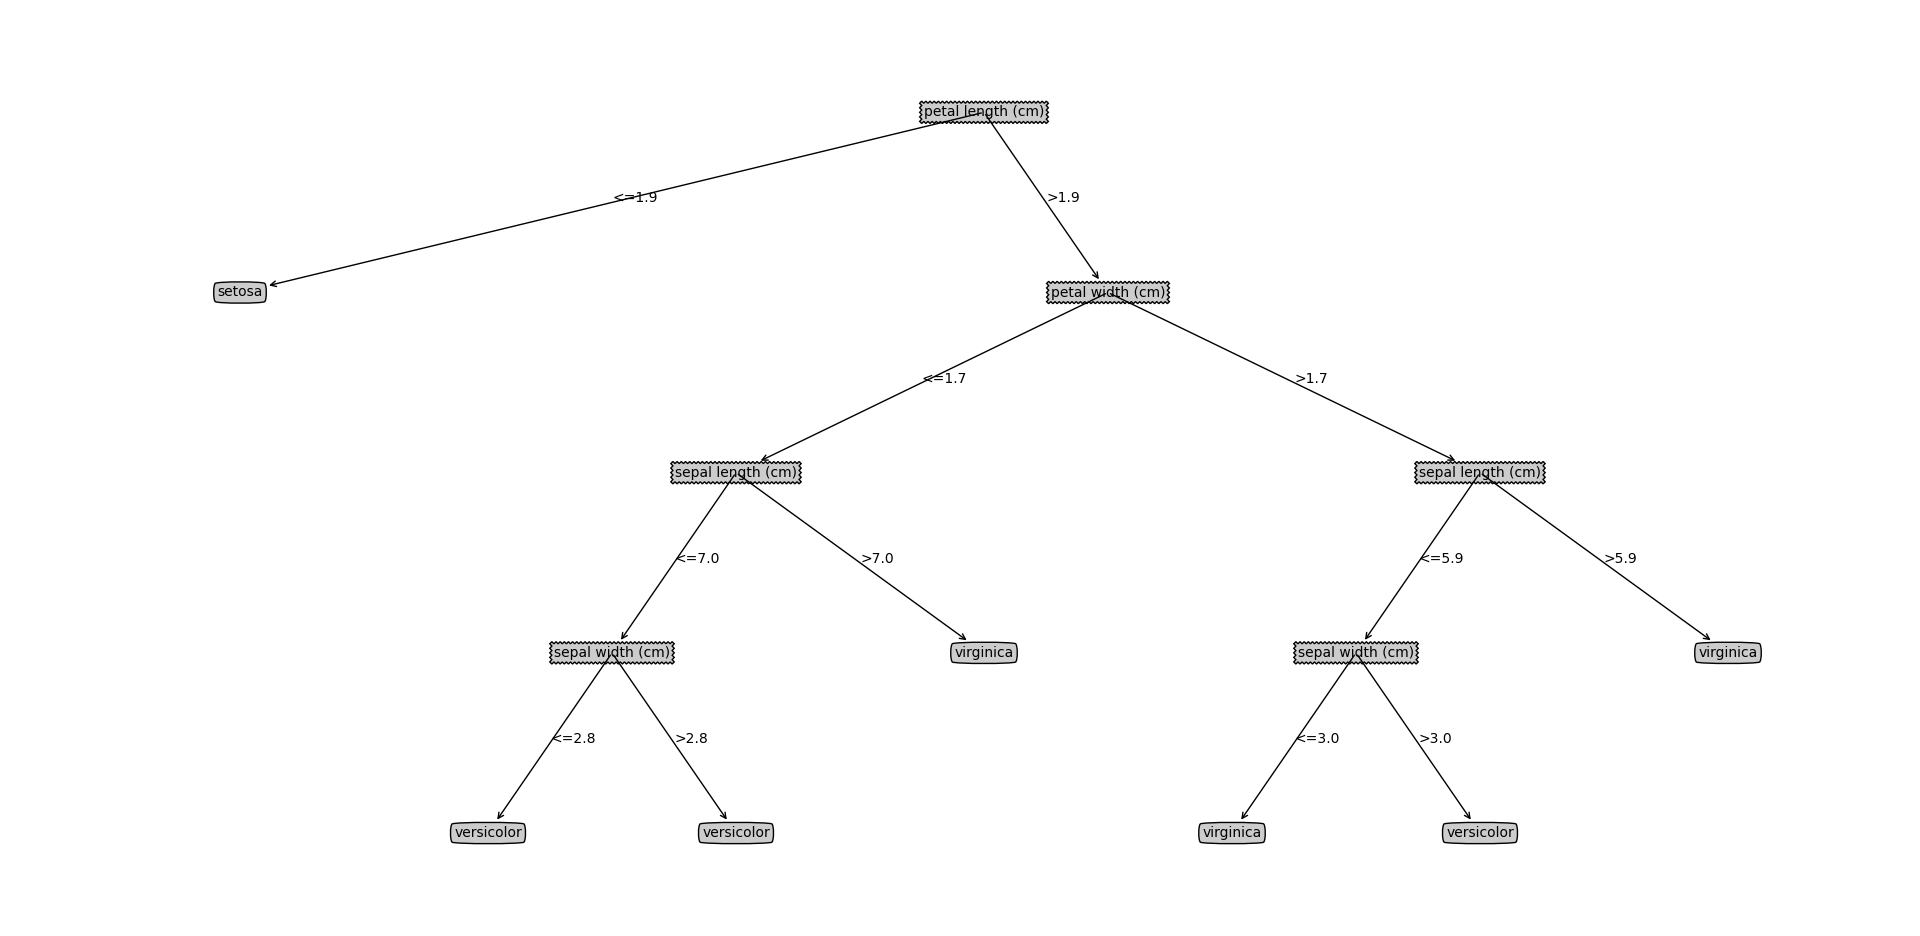 petal length (cm)
<=1.9
>1.9
setosa
petal width (cm)
<=1.7
>1.7
sepal length (cm)
sepal length (cm)
<=7.0
>7.0
<=5.9
>5.9
sepal width (cm)
virginica
sepal width (cm)
virginica
<=2.8
>2.8
<=3.0
>3.0
versicolor
versicolor
virginica
versicolor